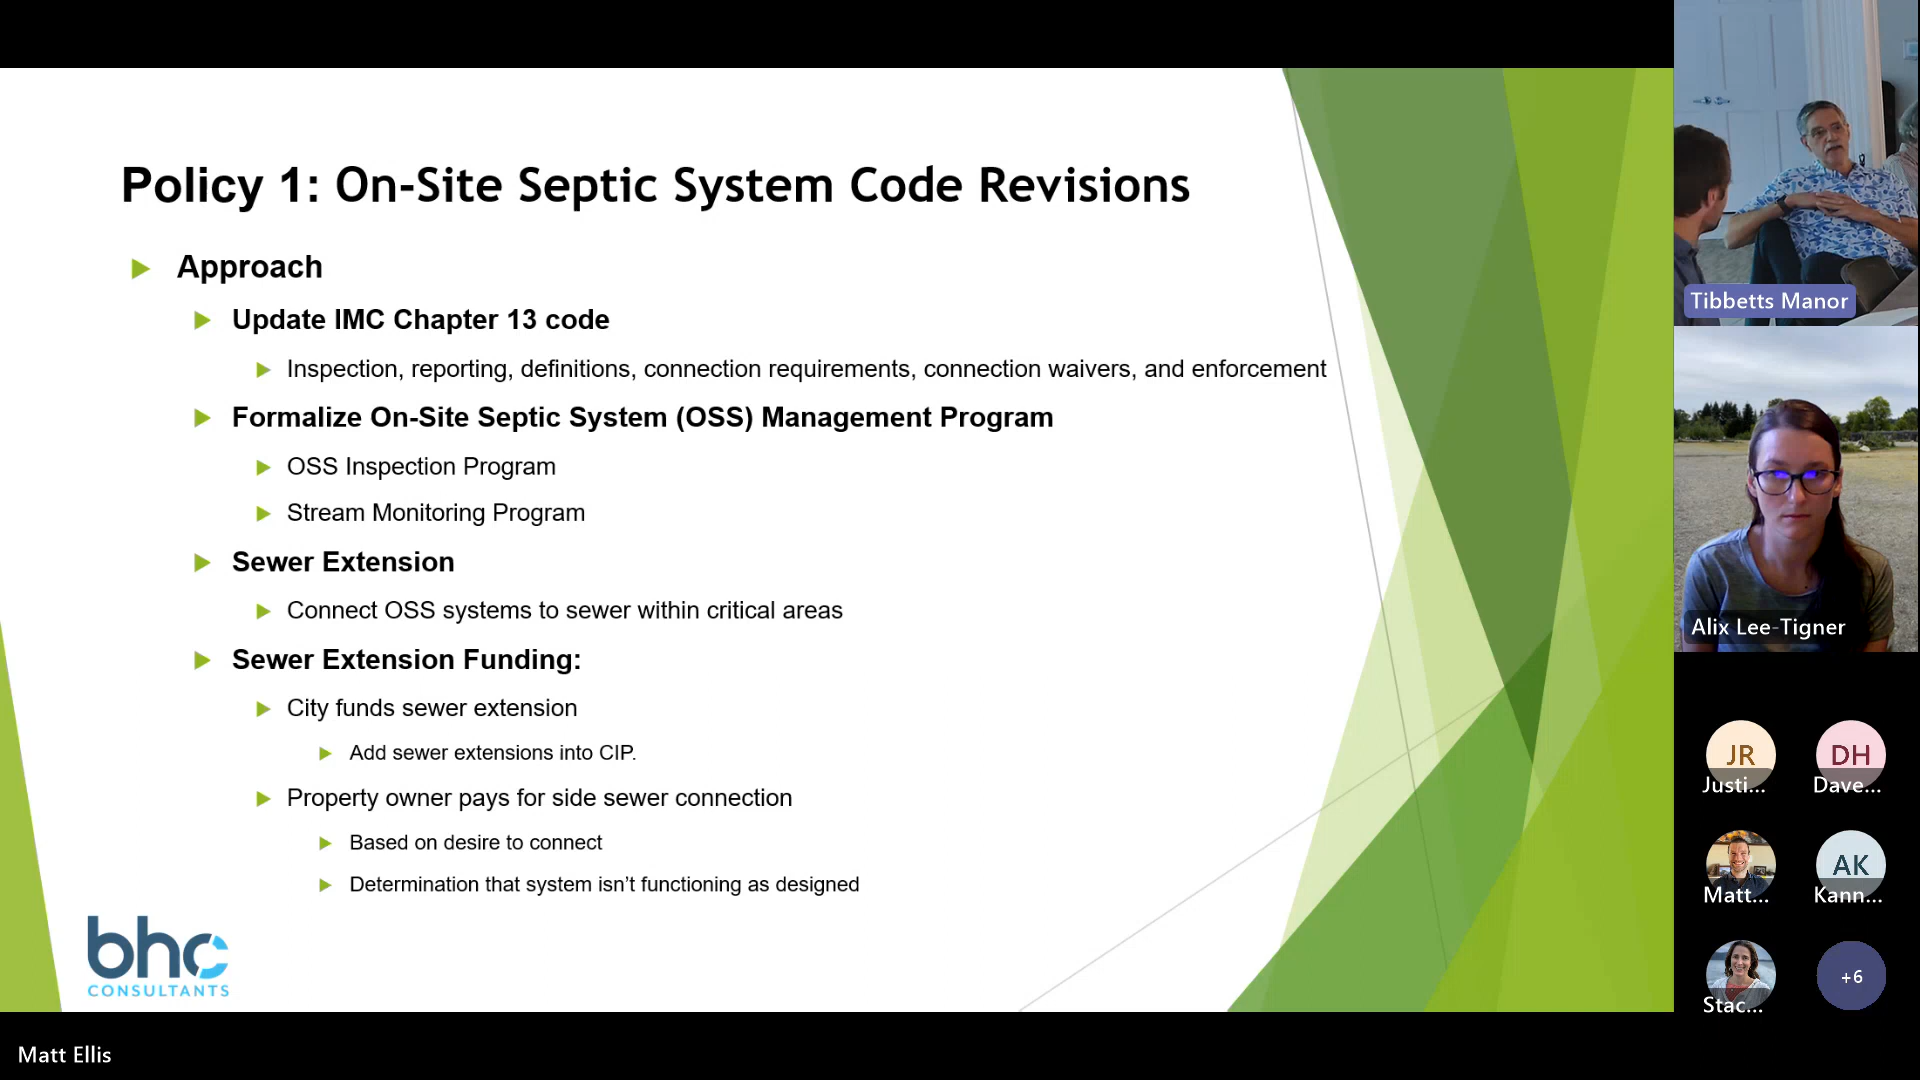 Policy 1: On-Site Septic System Code Revisions
Approach
Update IMC Chapter 13 code
Inspection, reporting, definitions, connection requirements, connection waivers, and enforcement
Formalize On-Site Septic System (OSS) Management Program
OSS Inspection Program
Stream Monitoring Program
Sewer Extension
Connect OSS systems to sewer within critical areas
Sewer Extension Funding:
City funds sewer extension
Add sewer extensions into CIP.
Property owner pays for side sewer connection
Based on desire to connect
Determination that system isn't functioning as designed
bhc
CONSULTANTS
Matt Ellis
Tibbetts Manor
Alix Lee-Tigner
JR
Justi...
DH
Dave...
Matt...
AK
Kann...
Stac...
+6